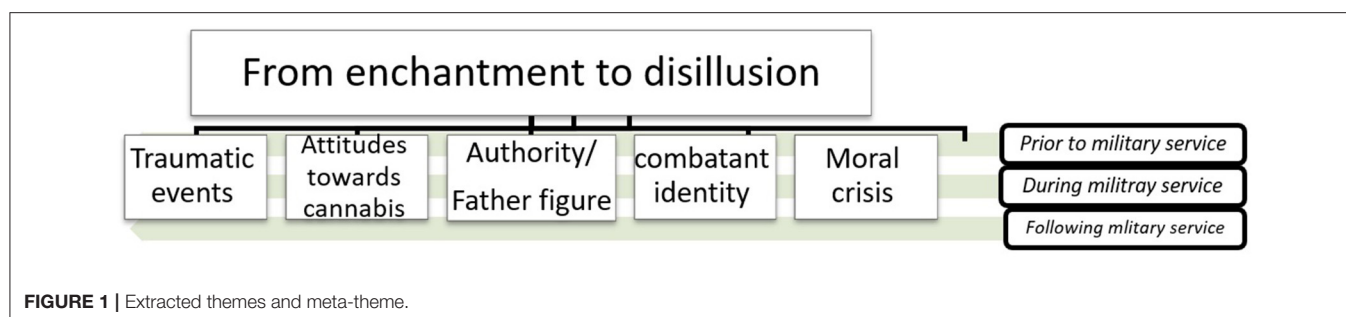 From enchantment to disillusion
Traumatic
events
Attitudes
towards
cannabis
Authority/
Father figure
combatant
identity
Moral
crisis
Prior to military service
During militray service
Following mlitary service
FIGURE 1 | Extracted themes and meta-theme.